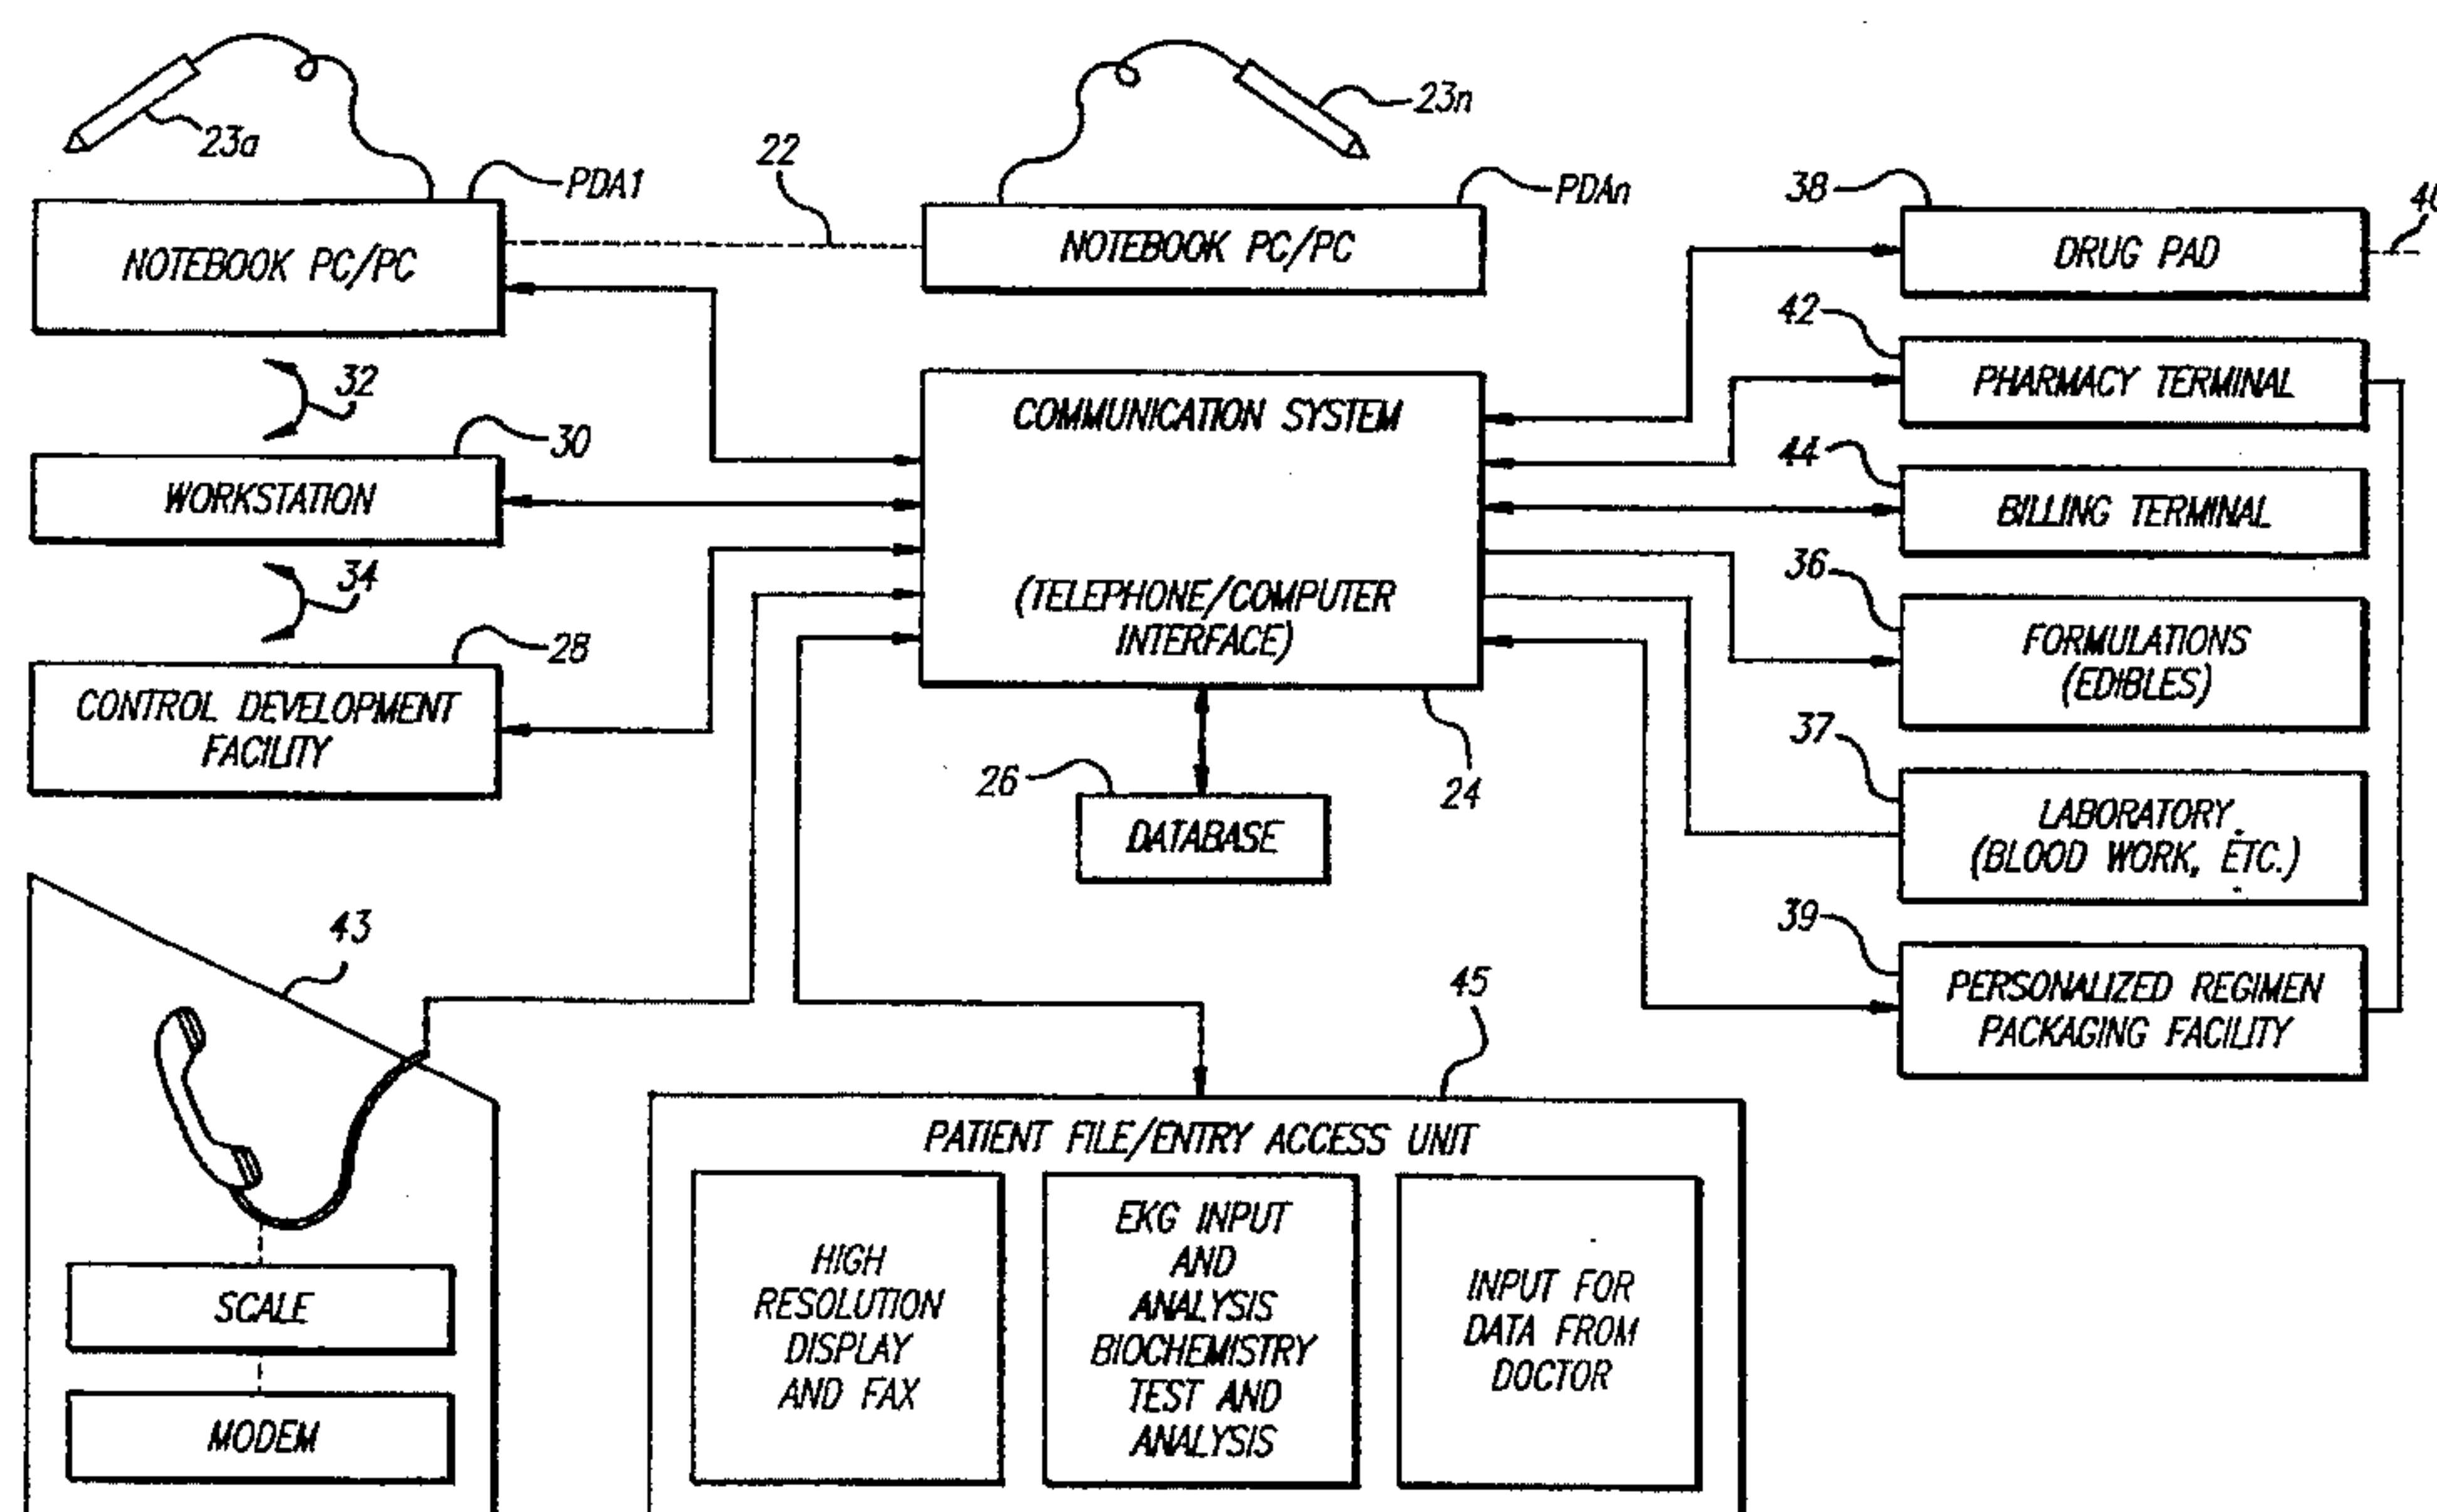 23a
23n
22
PDA1
PDAn
38
NOTEBOOK PC/PC
NOTEBOOK PC/PC
DRUG PAD
42
32
PHARMACY TERMINAL
COMMUNICATION SYSTEM
30
44
WORKSTATION
BILLING TERMINAL
34
36
(TELEPHONE/COMPUTER
INTERFACE)
28
FORMULATIONS
(EDIBLES)
CONTROL DEVELOPMENT
FACILITY
37
26
24
DATABASE
LABORATORY
(BLOOD WORK, ETC.)
43
39
45
PERSONALIZED REGIMEN
PACKAGING FACILITY
PATIENT FILE/ENTRY ACCESS UNIT
HIGH
RESOLUTION
DISPLAY
AND FAX
EKG INPUT
AND
ANALYSIS
BIOCHEMISTRY
TEST AND
ANALYSIS
INPUT FOR
DATA FROM
DOCTOR
SCALE
MODEM